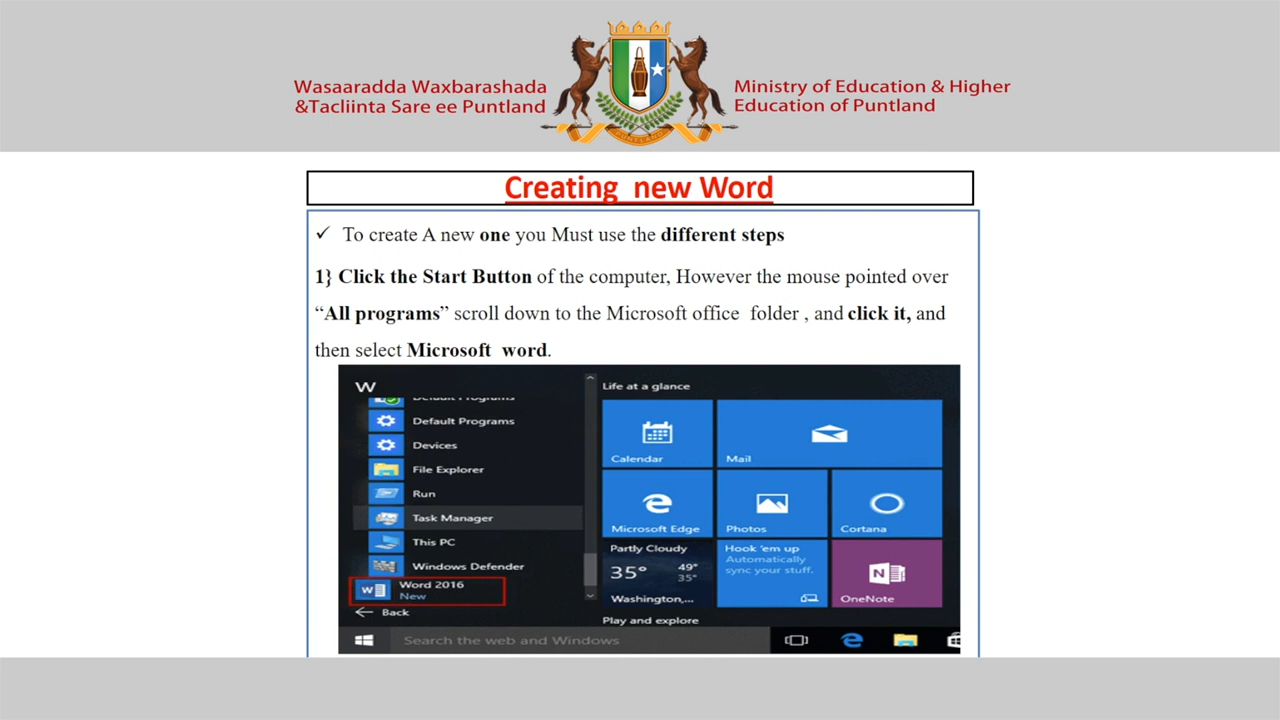 Wasaaradda Waxbarashada
&Tacliinta Sare ee Puntland
Ministry of Education & Higher
Education of Puntland
PUNTLAND
Creating new Word
✓ To create A new one you Must use the different steps
1} Click the Start Button of the computer, However the mouse pointed over
“All programs” scroll down to the Microsoft office folder , and click it, and
then select Microsoft word.
W
Default Programs
Default Programs
Devices
File Explorer
Run
Task Manager
This PC
Windows Defender
Word 2016
New
Back
Search the web and Windows
Life at a glance
Calendar
Mail
Microsoft Edge
Photos
Cortana
Partly Cloudy
35° 49°
35°
Washington,...
Hook 'em up
Automatically
sync your stuff.
OneNote
Play and explore